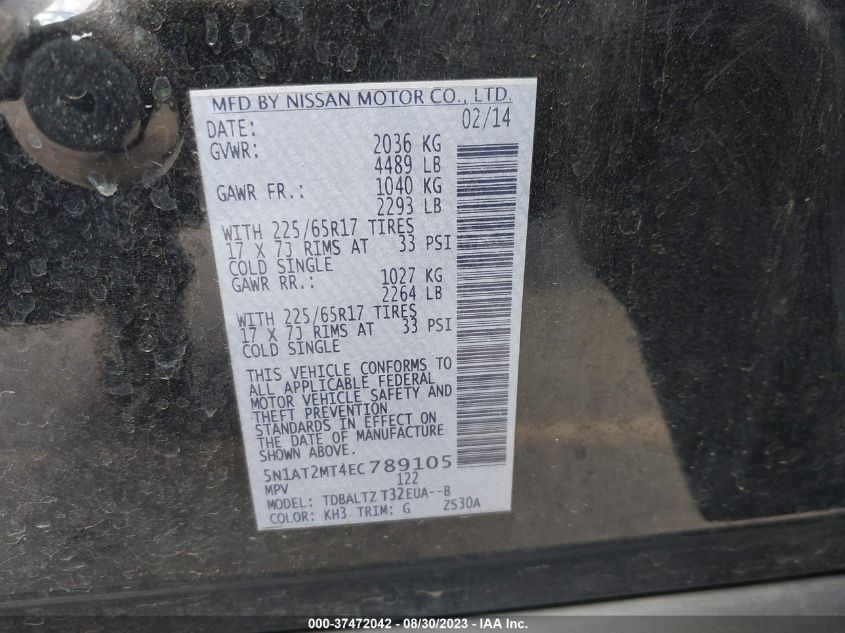 MFD BY NISSAN MOTOR CO., LTD.
DATE: 02/14
GVWR: 2036 KG
4489 LB
GAWR FR.: 1040 KG
2293 LB
WITH 225/65R17 TIRES
17 X 7J RIMS AT 33 PSI
COLD SINGLE
GAWR RR.: 1027 KG
2264 LB
WITH 225/65R17 TIRES
17 X 7J RIMS AT 33 PSI
COLD SINGLE
THIS VEHICLE CONFORMS TO
ALL APPLICABLE FEDERAL
MOTOR VEHICLE SAFETY AND
THEFT PREVENTION
STANDARDS IN EFFECT ON
THE DATE OF MANUFACTURE
SHOWN ABOVE.
5N1AT2MT4EC789105
MPV 122
MODEL: TDBALTZ T32EUA--B
COLOR: KH3 TRIM: G ZS30A
000-37472042 - 08/30/2023 - IAA Inc.